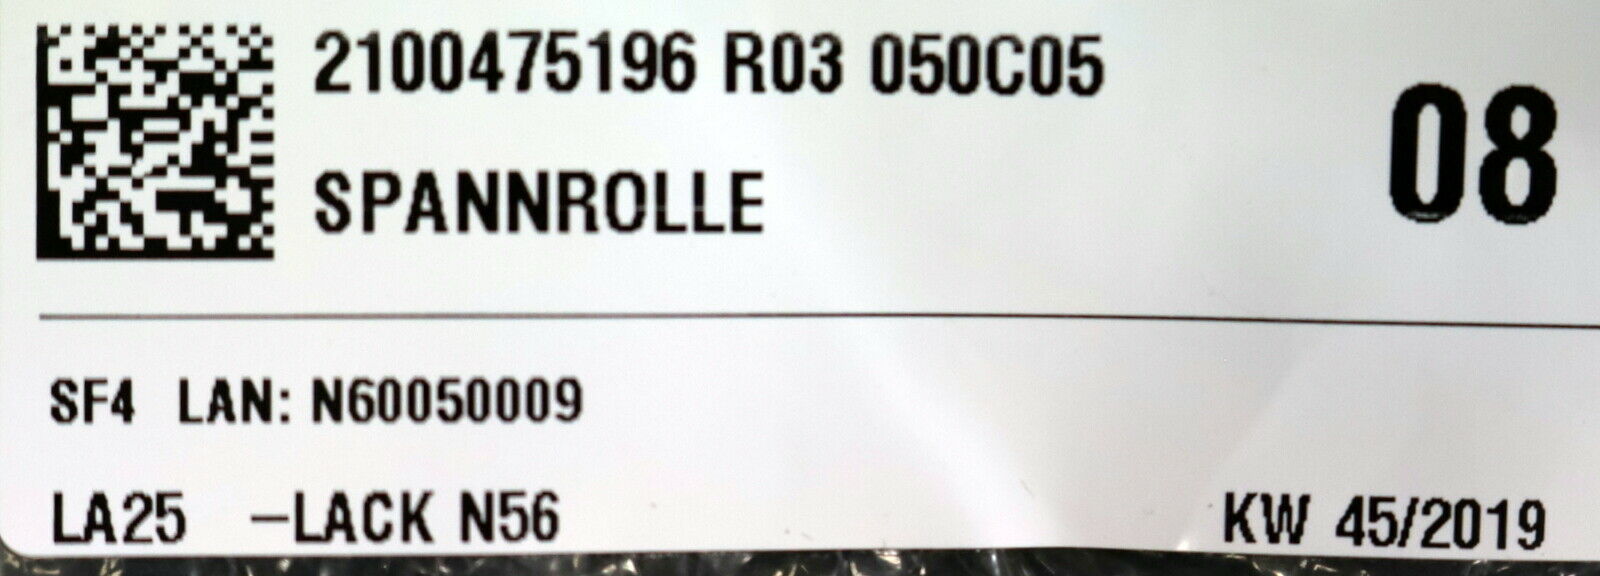 2100475196 R03 050C05
08
SPANNROLLE
SF4 LAN: N60050009
LA25 –LACK N56
KW 45/2019